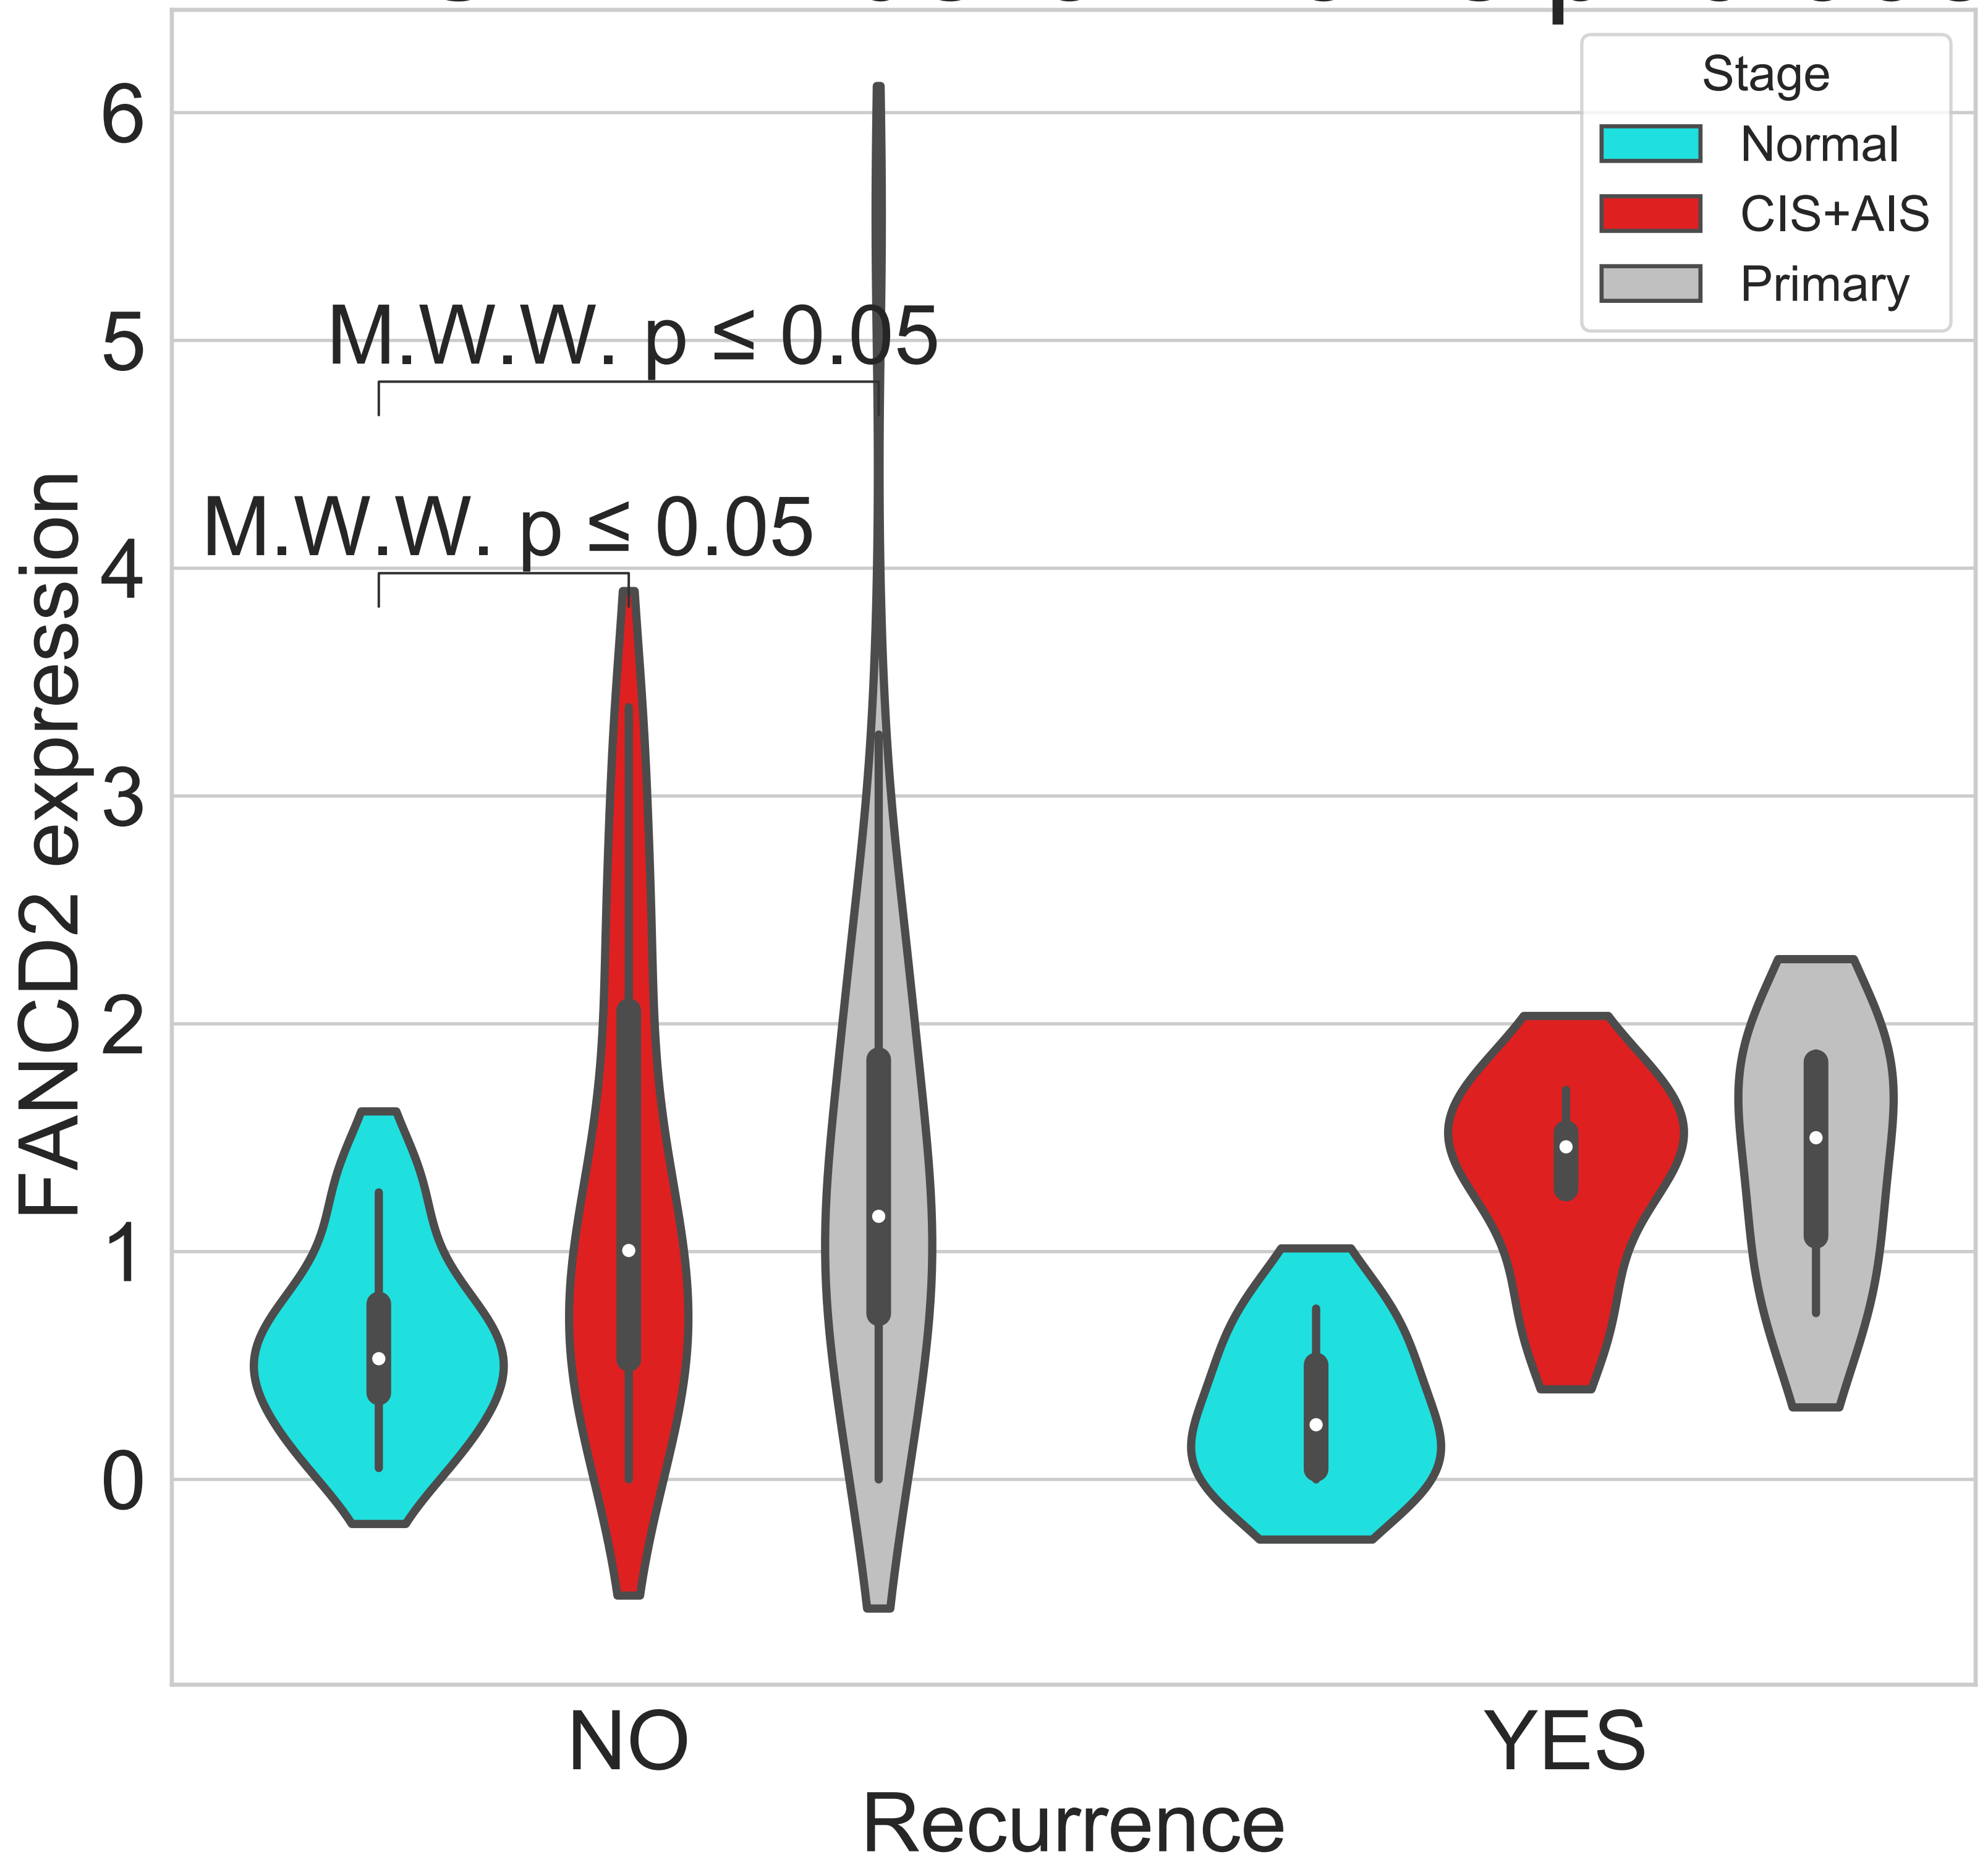 Stage
Normal
CIS+AIS
Primary
6
5
4
3
2
1
0
FANCD2 expression
M.W.W. p ≤ 0.05
M.W.W. p ≤ 0.05
NO
YES
Recurrence